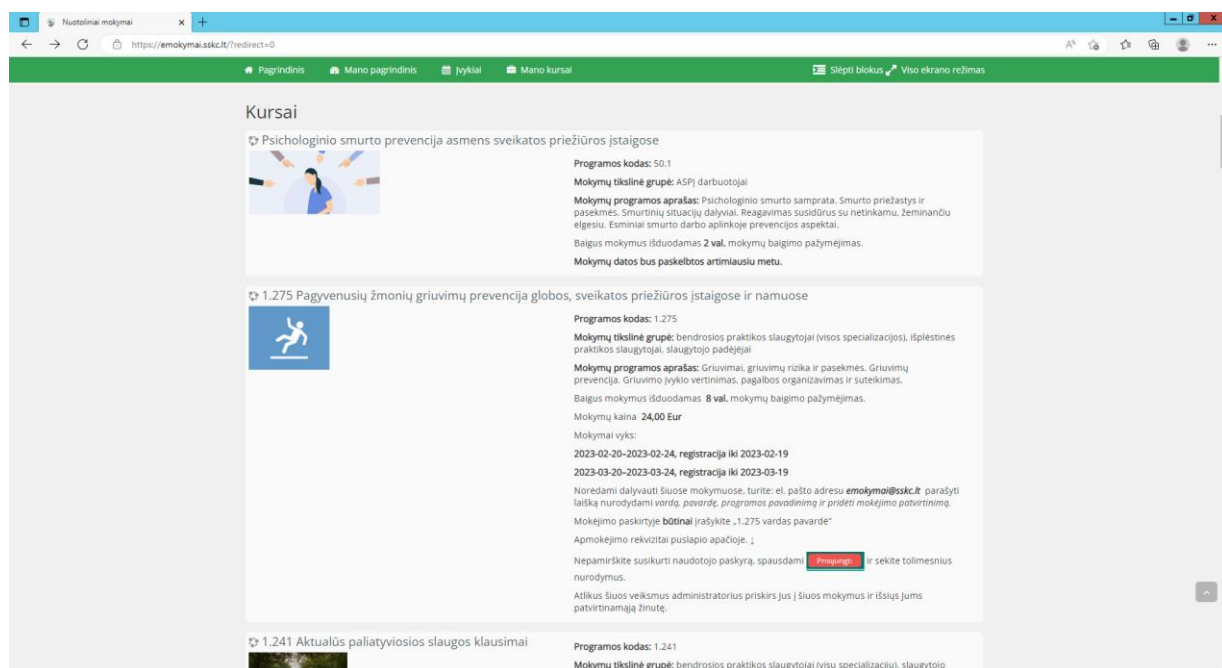 Nuotoliniai mokymai
https://emokymai.sskc.lt/?redirect=0
Pagrindinis Mano pagrindinis Įvykiai Mano kursai Slėpti blokus Viso ekrano režimas
Kursai
Psichologinio smurto prevencija asmens sveikatos priežiūros įstaigose
Programos kodas: 50.1
Mokymų tikslinė grupė: ASPĮ darbuotojai
Mokymų programos aprašas: Psichologinio smurto samprata. Smurto priežastys ir
pasekmės. Smurtinių situacijų dalyviai. Reagavimas susidūrus su netinkamu, žeminančiu
elgesiu. Esminiai smurto darbo aplinkoje prevencijos aspektai.
Baigus mokymus išduodamas 2 val. mokymų baigimo pažymėjimas.
Mokymų datos bus paskelbtos artimiausiu metu.
1.275 Pagyvenusių žmonių griuvimų prevencija globos, sveikatos priežiūros įstaigose ir namuose
Programos kodas: 1.275
Mokymų tikslinė grupė: bendrosios praktikos slaugytojai (visos specializacijos), išplėstinės
praktikos slaugytojai, slaugytojo padėjėjai
Mokymų programos aprašas: Griuvimai, griuvimų rizika ir pasekmės. Griuvimų
prevencija. Griuvimo įvykio vertinimas, pagalbos organizavimas ir suteikimas.
Baigus mokymus išduodamas 8 val. mokymų baigimo pažymėjimas.
Mokymų kaina 24,00 Eur
Mokymai vyks:
2023-02-20–2023-02-24, registracija iki 2023-02-19
2023-03-20–2023-03-24, registracija iki 2023-03-19
Norėdami dalyvauti šiuose mokymuose, turite: el. pašto adresu emokymai@sskc.lt parašyti
laišką nurodydami vardą, pavardę, programos pavadinimą ir pridėti mokėjimo patvirtinimą.
Mokėjimo paskirtyje būtinai įrašykite „1.275 vardas pavardė“
Apmokėjimo rekvizitai puslapio apačioje. ↓
Nepamirškite susikurti naudotojo paskyrą, spausdami Prisijungti ir sekite tolimesnius
nurodymus.
Atlikus šiuos veiksmus administratorius priskirs Jus į šiuos mokymus ir išsiųs Jums
patvirtinamąją žinutę.
1.241 Aktualūs paliatyviosios slaugos klausimai
Programos kodas: 1.241
Mokymų tikslinė grupė: bendrosios praktikos slaugytojai (visų specializacijų), slaugytojo